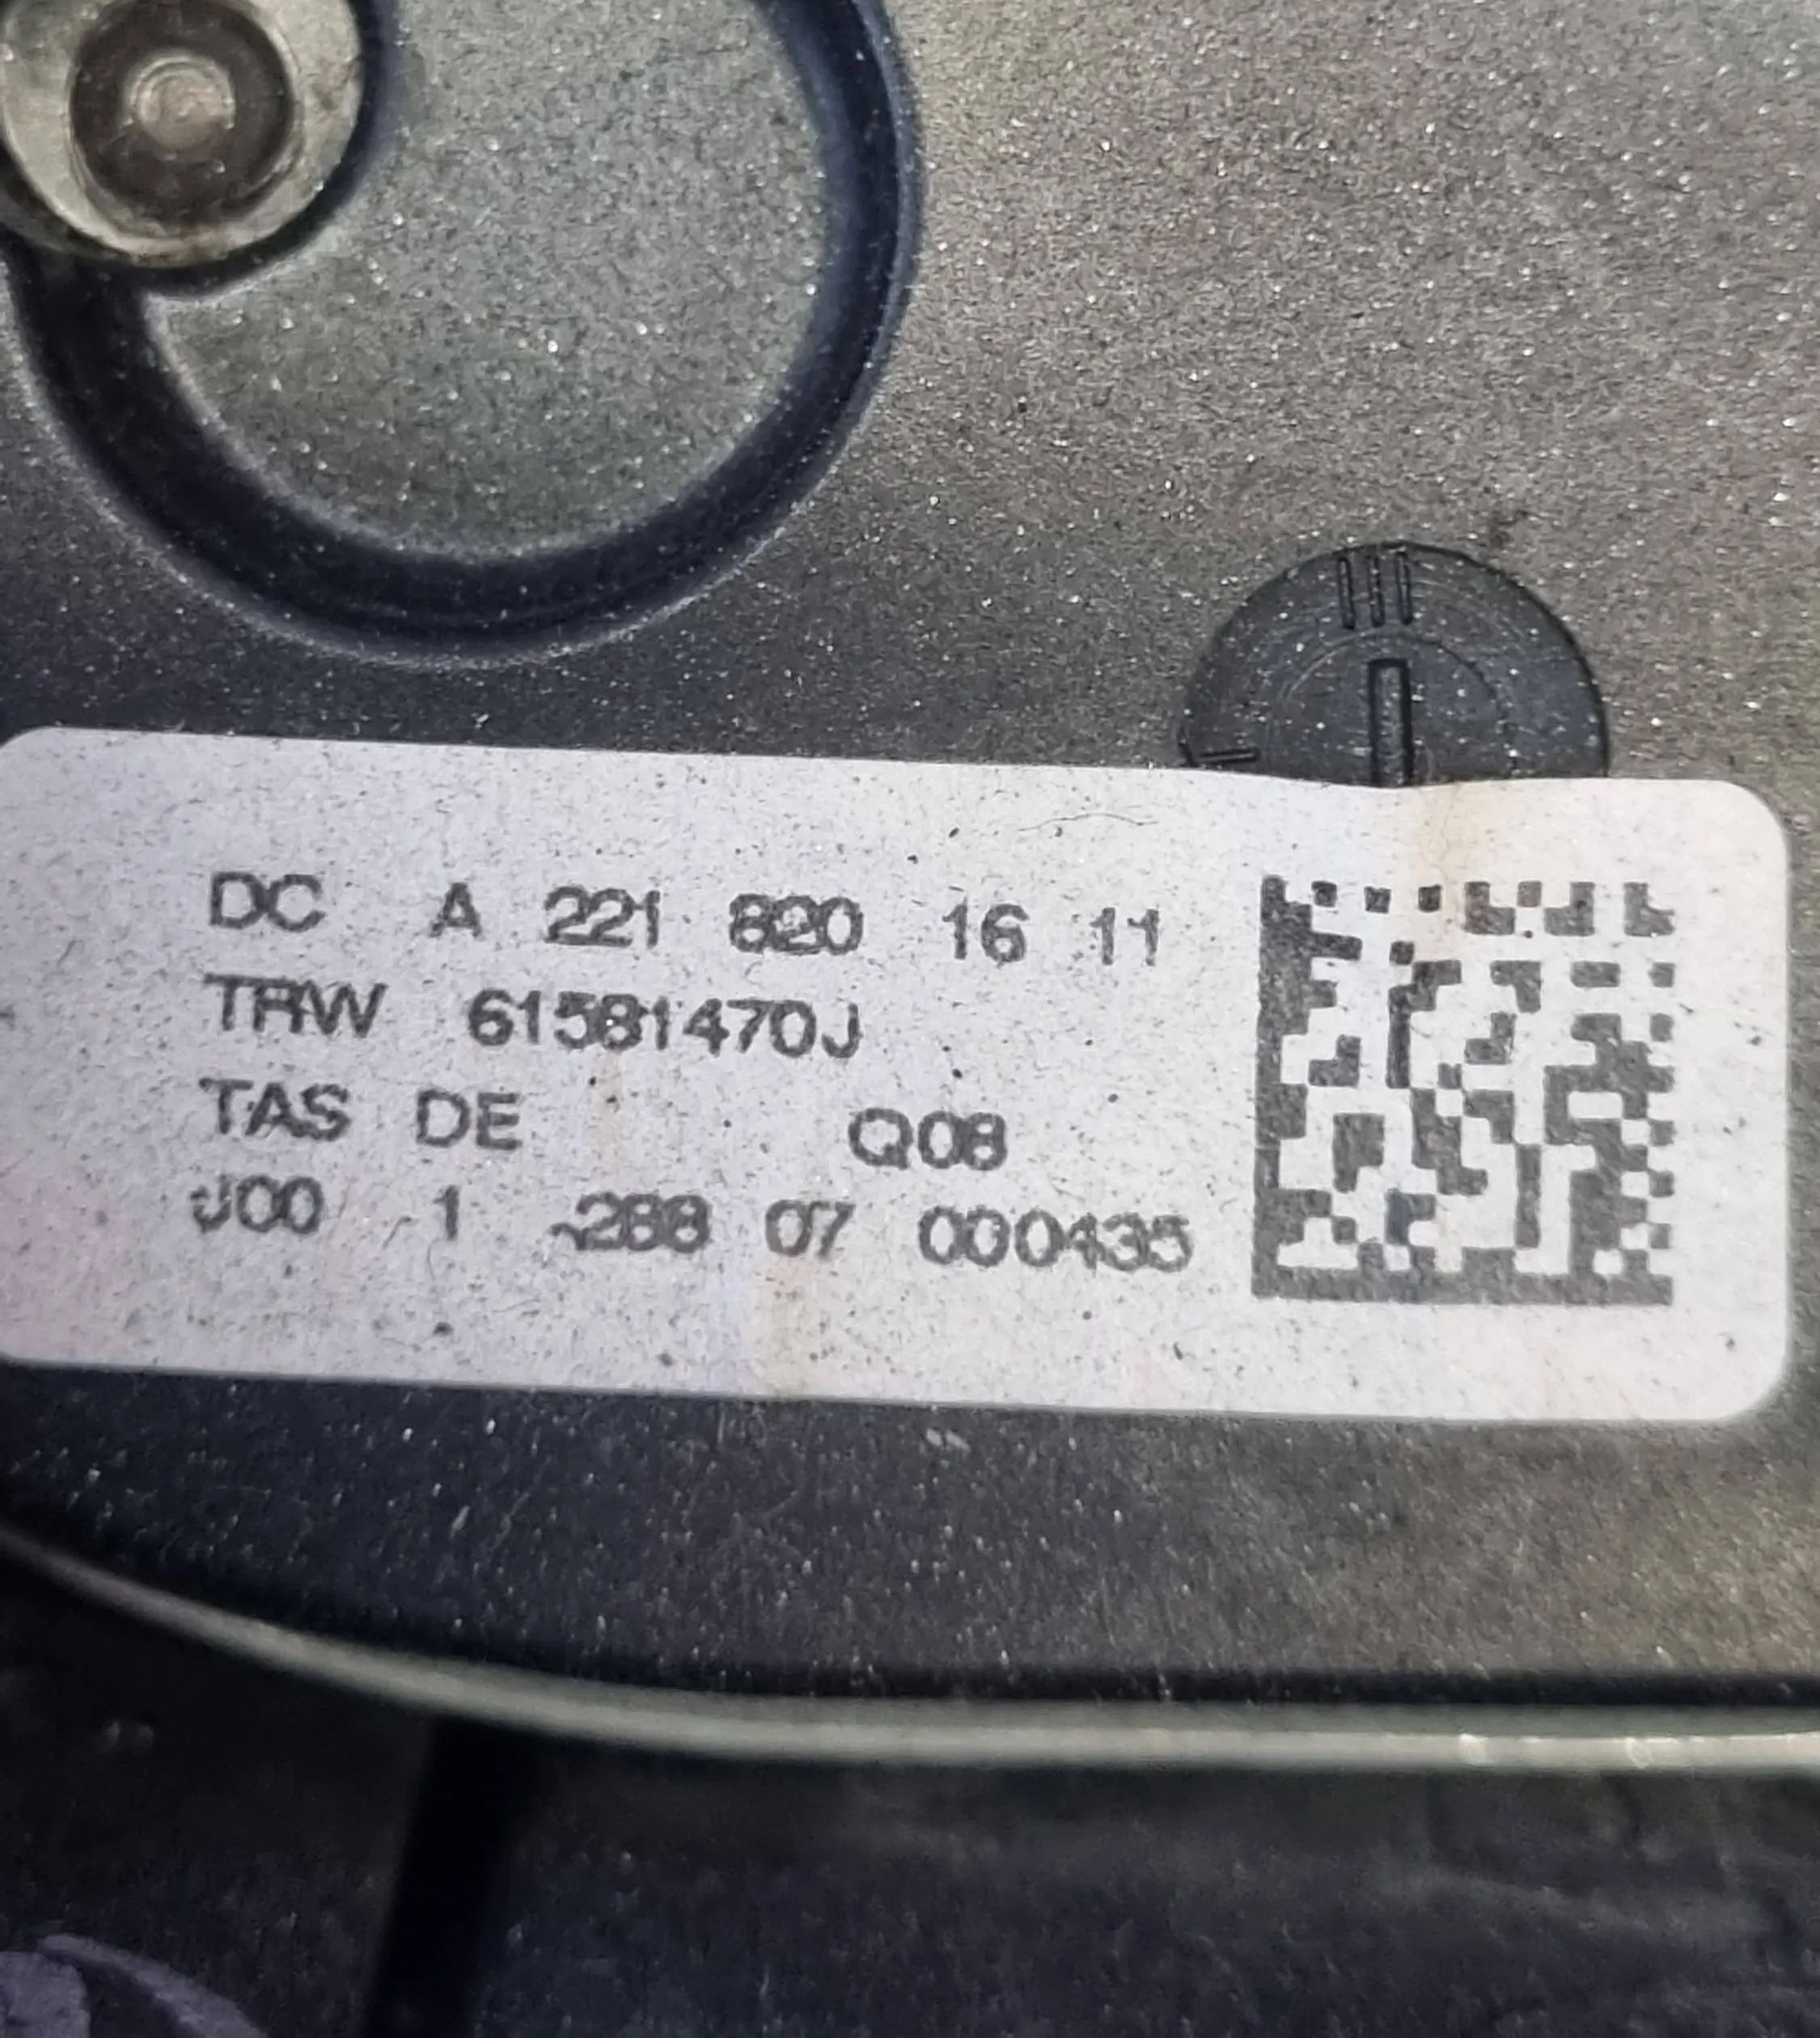 DC A 221 820 16 11
TRW 61581470J
TAS DE Q08
J00 1 288 07 000435